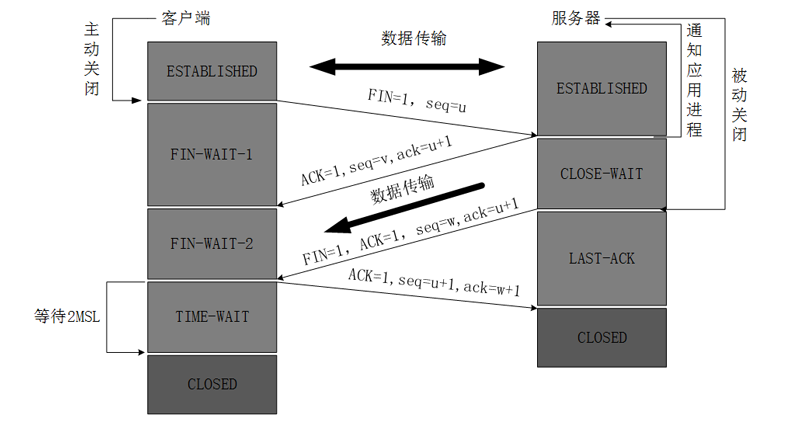 客户端
服务器
主动关闭
数据传输
通知应用进程
被动关闭
ESTABLISHED
ESTABLISHED
FIN=1, seq=u
FIN-WAIT-1
ACK=1,seq=v,ack=u+1
CLOSE-WAIT
数据传输
FIN-WAIT-2
FIN=1, ACK=1, seq=w,ack=u+1
LAST-ACK
ACK=1,seq=u+1,ack=w+1
等待2MSL
TIME-WAIT
CLOSED
CLOSED